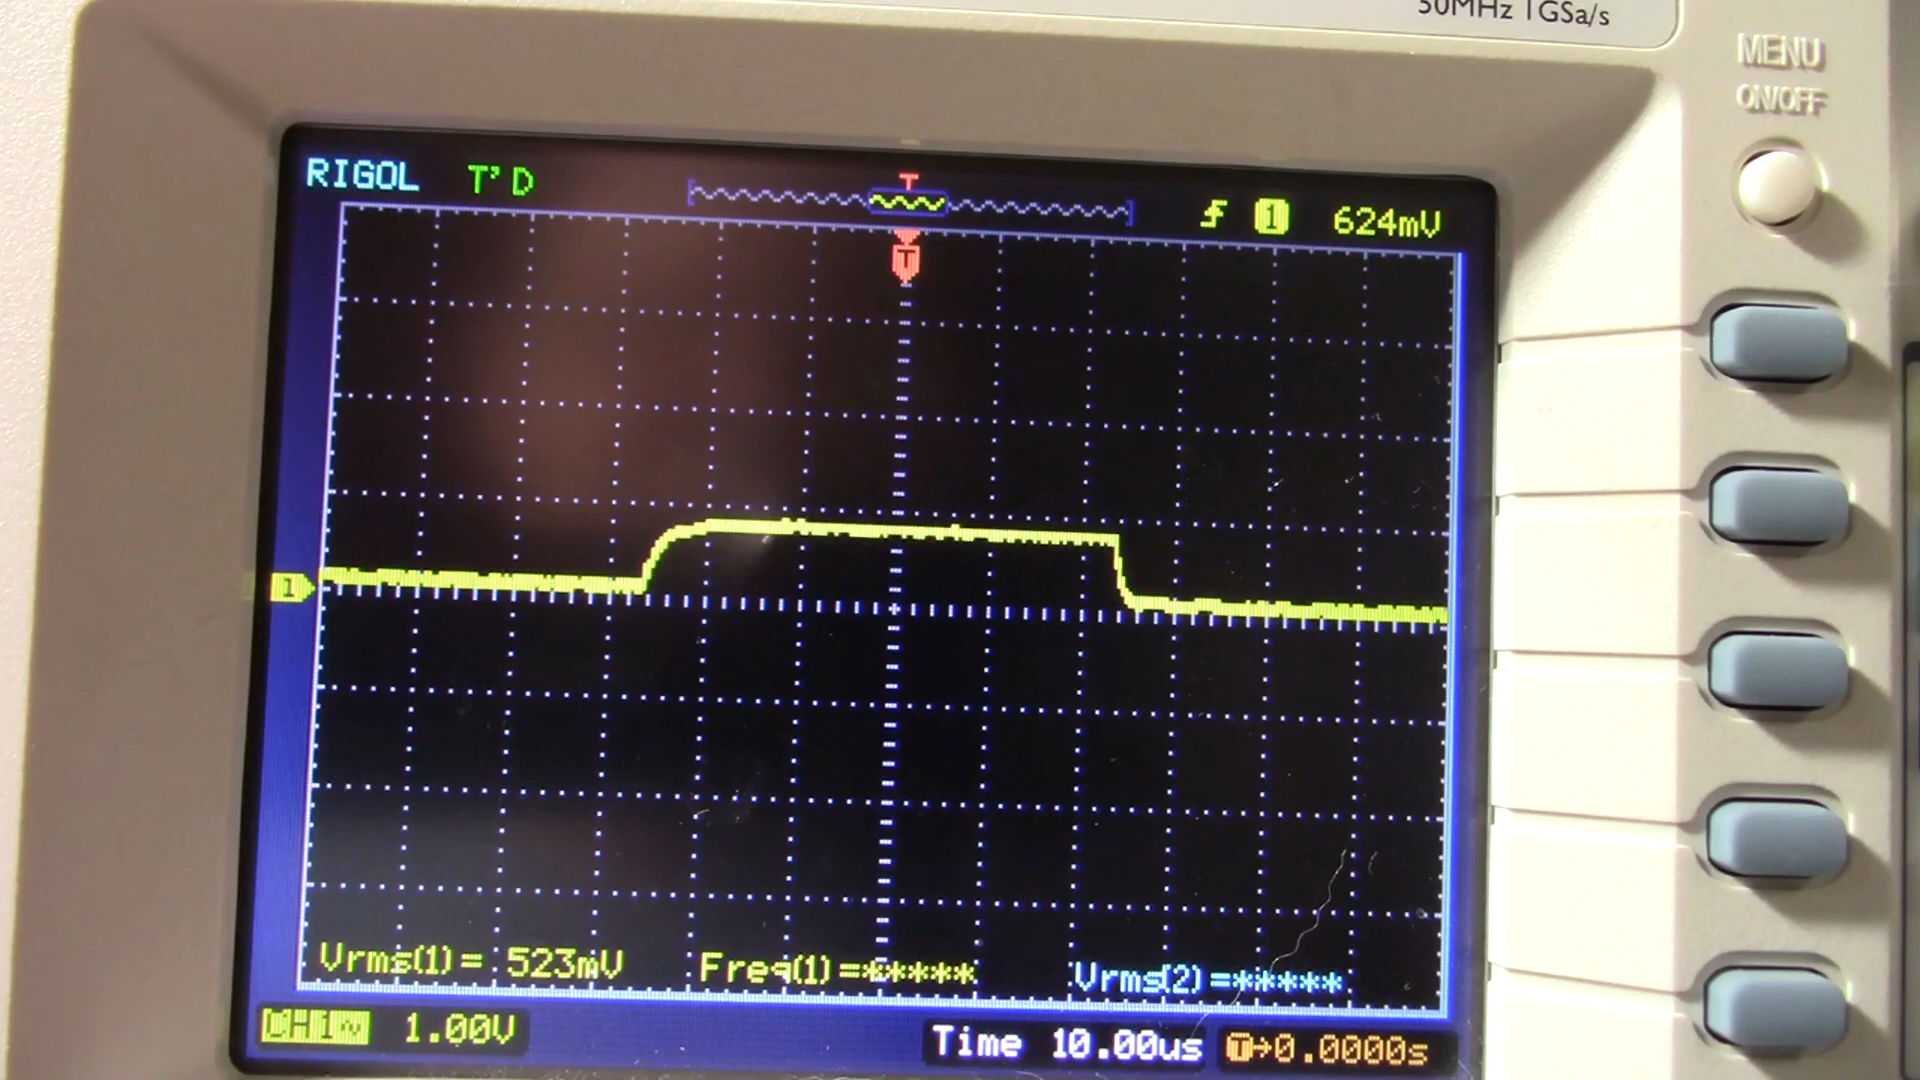 50MHz 1GSa/s
MENU
ON/OFF
RIGOL T'D T 1 624mV
T
1
Vrms(1)= 523mV Freq(1)=***** Vrms(2)=*****
CH1~ 1.00V Time 10.00us T→0.0000s